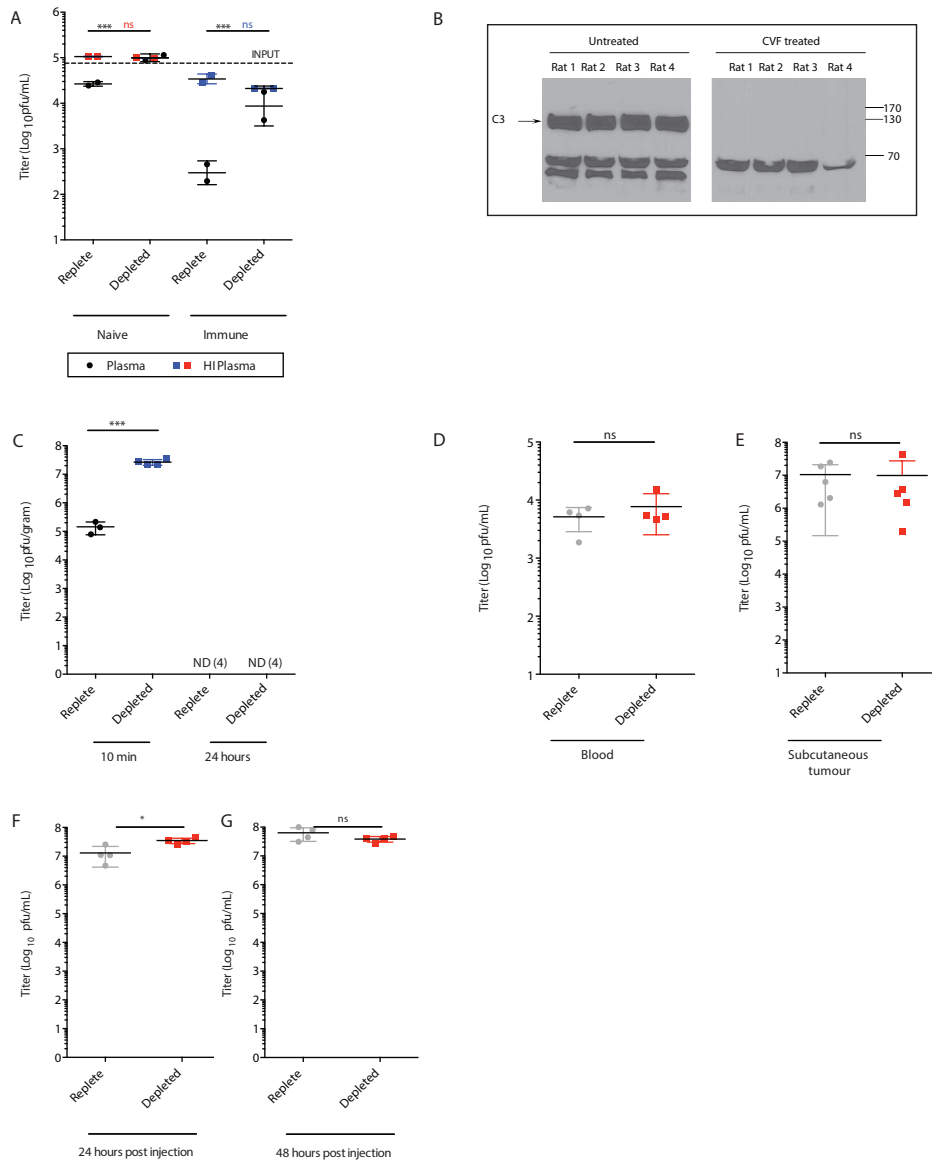 A
*** ns
*** ns
INPUT
Titer (Log 10 pfu/mL)
6
5
4
3
2
1
Replete
Depleted
Replete
Depleted
Naive
Immune
Plasma
HI Plasma
B
Untreated
CVF treated
Rat 1 Rat 2 Rat 3 Rat 4
Rat 1 Rat 2 Rat 3 Rat 4
C3
170
130
70
C
***
Titer (Log 10 pfu/gram)
8
7
6
5
4
3
2
1
0
ND (4)
ND (4)
Replete
Depleted
Replete
Depleted
10 min
24 hours
D
ns
Titer (Log 10 pfu/mL)
5
4
3
2
1
Replete
Depleted
Blood
E
ns
Titer (Log 10 pfu/mL)
8
7
6
5
4
3
2
1
Replete
Depleted
Subcutaneous
tumour
F
*
Titer (Log 10 pfu/mL)
8
7
6
5
4
3
2
1
0
Replete
Depleted
24 hours post injection
G
ns
Titer (Log 10 pfu/mL)
8
7
6
5
4
3
2
1
0
Replete
Depleted
48 hours post injection